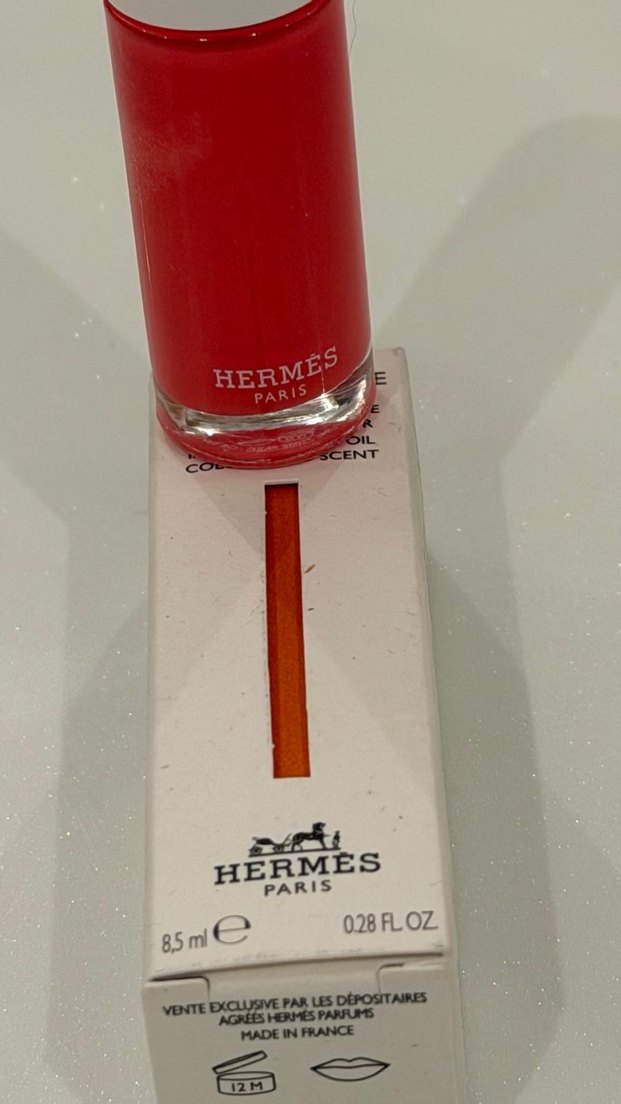 HERMÈS
PARIS
E
E
R
OIL
COL SCENT
HERMÈS
PARIS
8,5 ml e 0.28 FL. OZ.
VENTE EXCLUSIVE PAR LES DÉPOSITAIRES
AGRÉÉS HERMÈS PARFUMS
MADE IN FRANCE
12 M